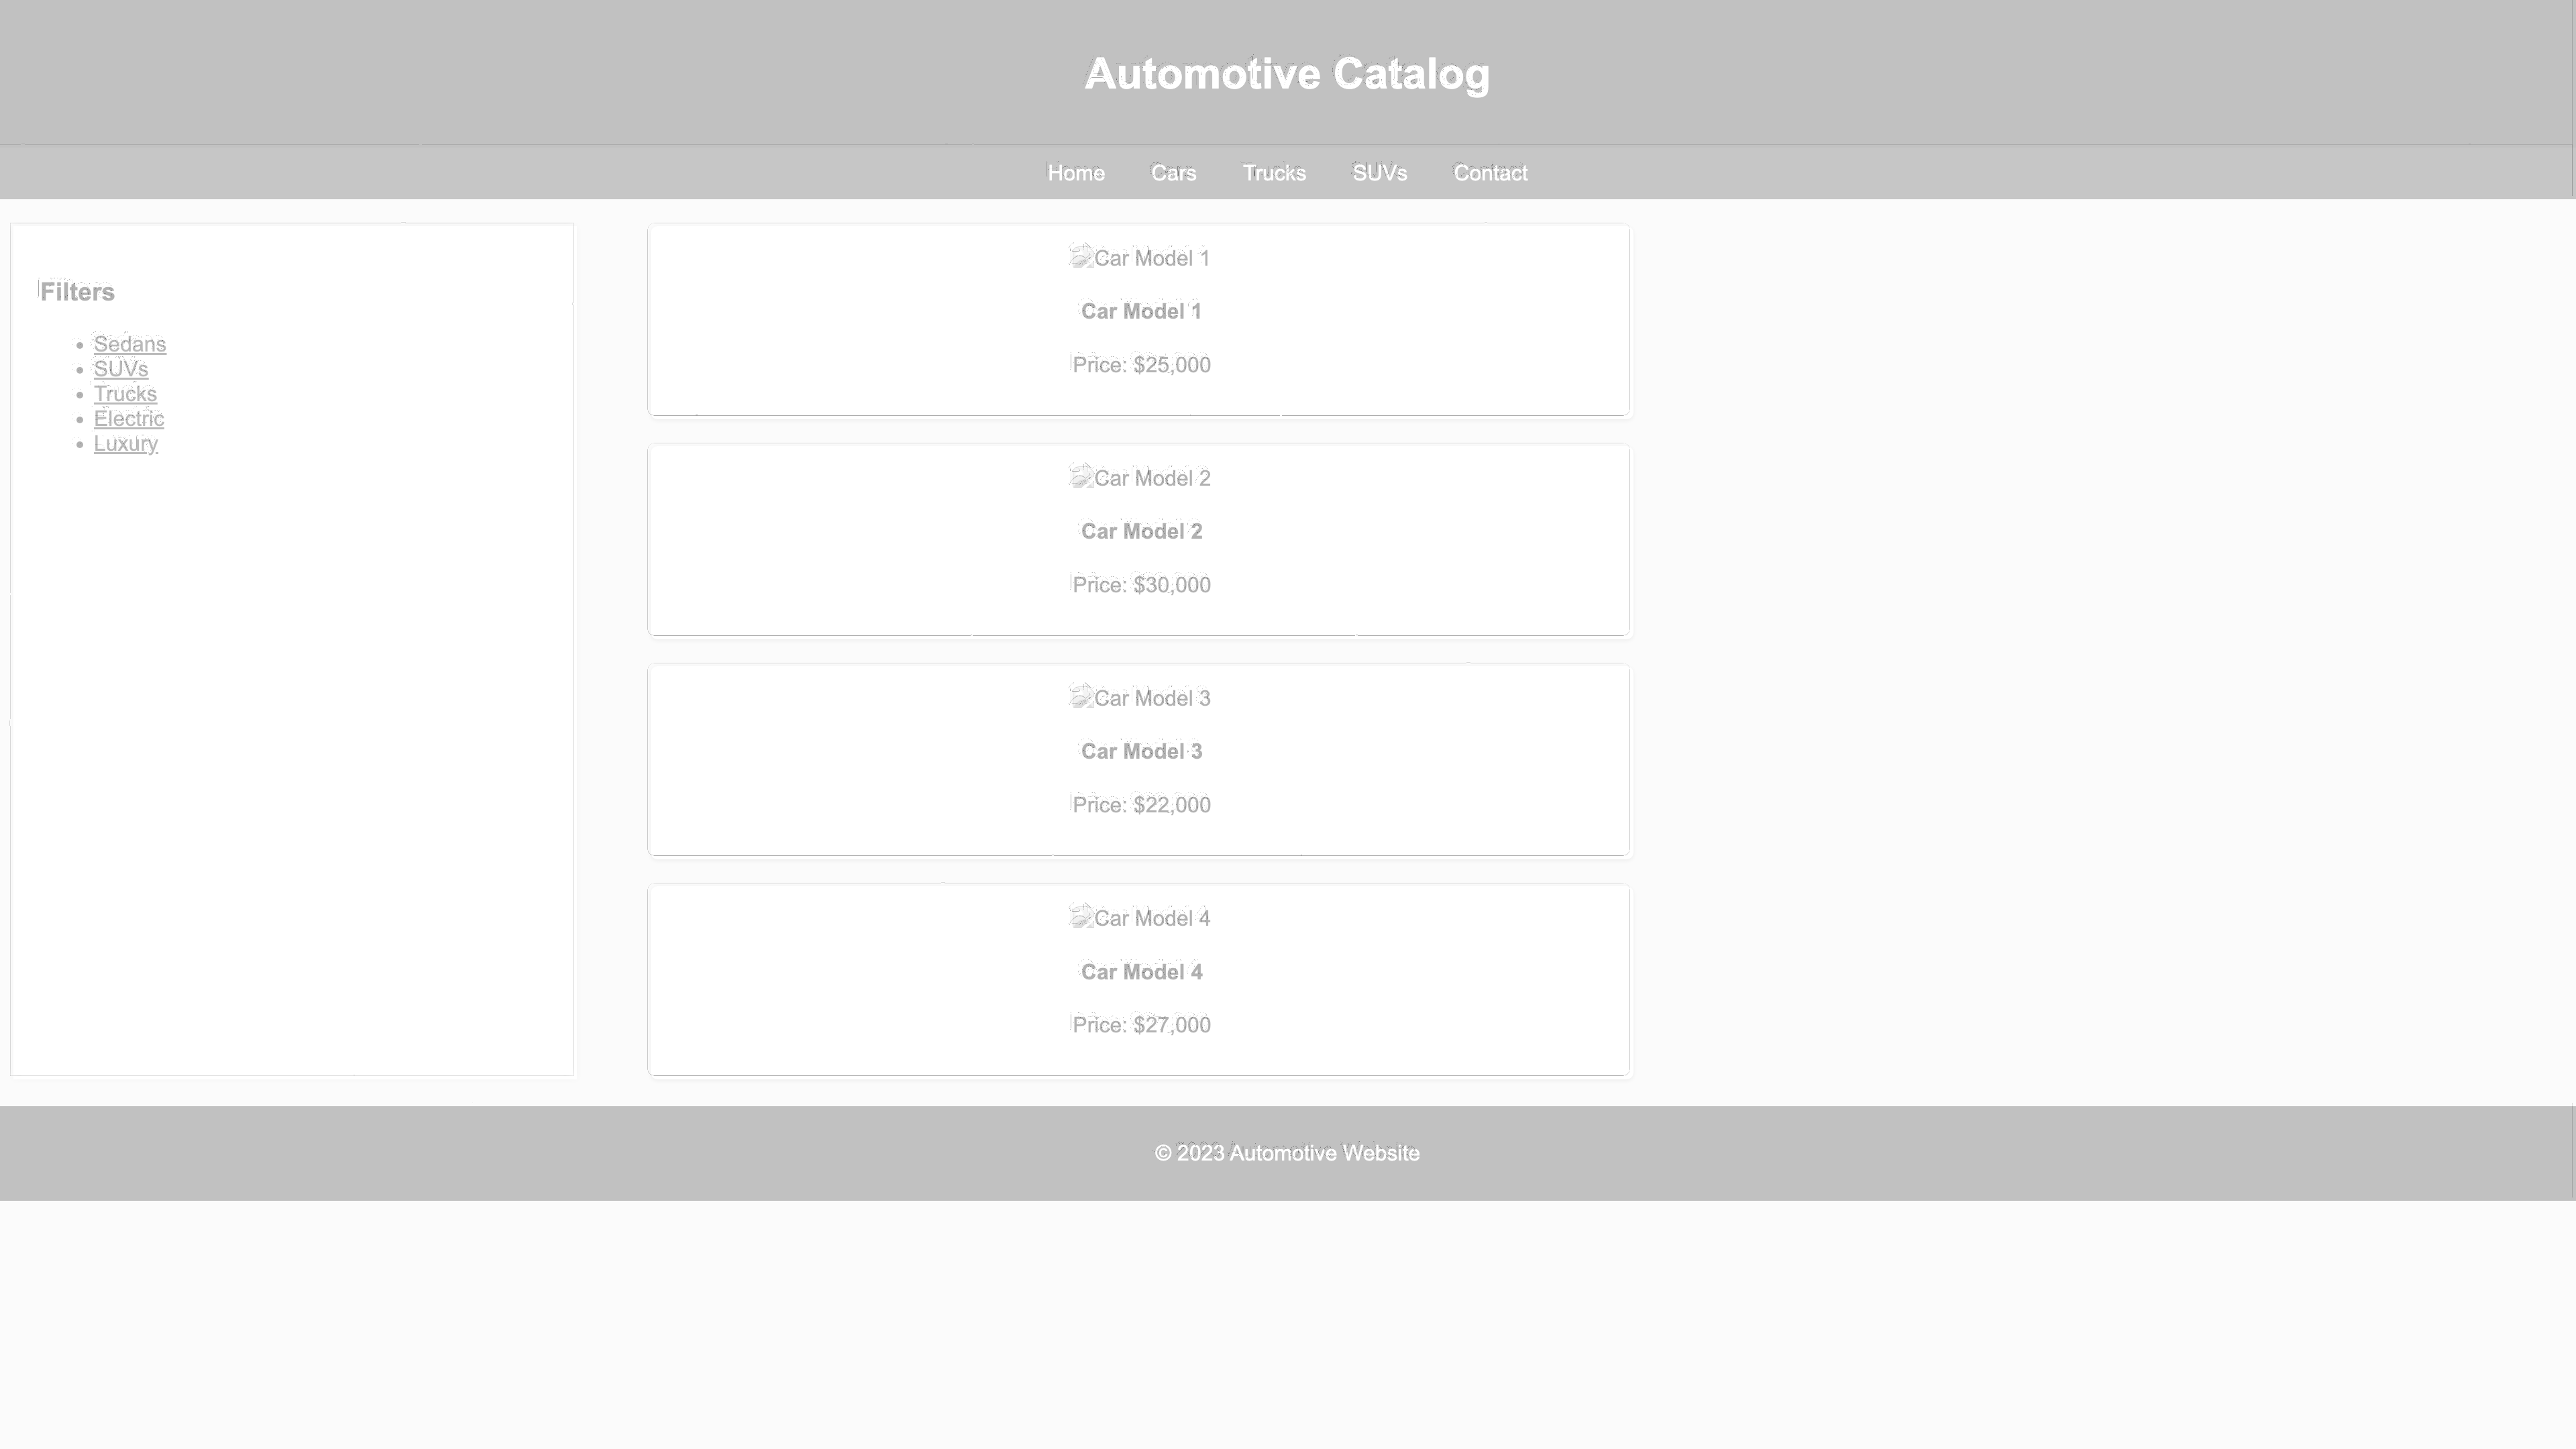 Automotive Catalog
Home Cars Trucks SUVs Contact
Filters
Sedans
SUVs
Trucks
Electric
Luxury
Car Model 1
Car Model 1
Price: $25,000
Car Model 2
Car Model 2
Price: $30,000
Car Model 3
Car Model 3
Price: $22,000
Car Model 4
Car Model 4
Price: $27,000
© 2023 Automotive Website